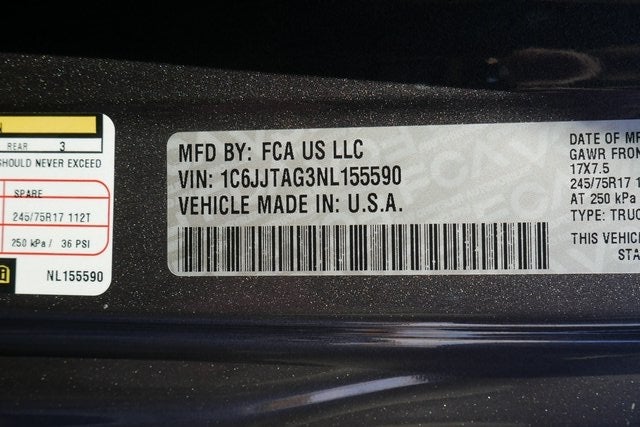 REAR 3
SHOULD NEVER EXCEED
SPARE
245/75R17 112T
250 kPa / 36 PSI
NL155590
MFD BY: FCA US LLC
VIN: 1C6JJTAG3NL155590
VEHICLE MADE IN: U.S.A.
DATE OF MF
GAWR FRON
17X7.5
245/75R17 11
AT 250 kPa
TYPE: TRUC
THIS VEHICL
STA